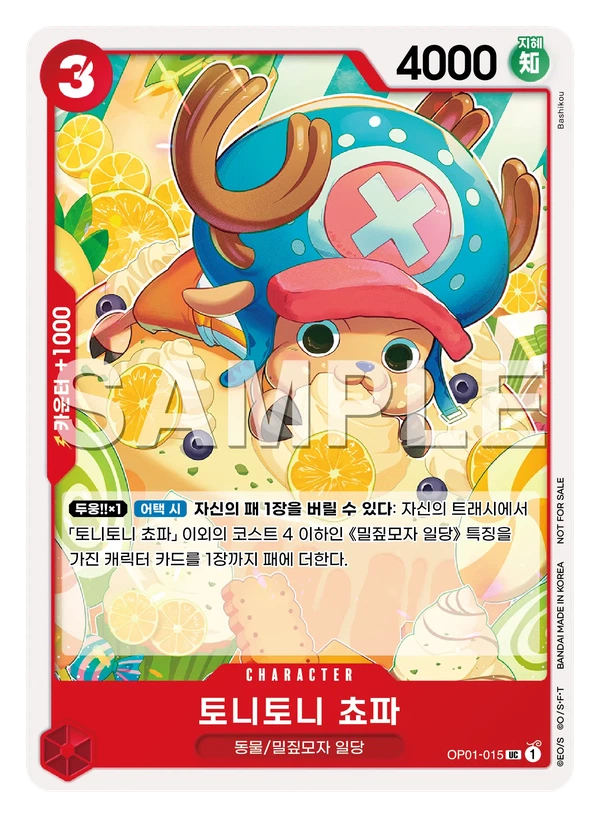 3
4000
지혜
知
Bashikou
카운터 +1000
SAMPLE
두웅!!×1 어택 시 자신의 패 1장을 버릴 수 있다: 자신의 트래시에서
「토니토니 쵸파」 이외의 코스트 4 이하인 《밀짚모자 일당》 특징을
가진 캐릭터 카드를 1장까지 패에 더한다.
CHARACTER
토니토니 쵸파
동물/밀짚모자 일당
OP01-015 UC 1
©EO/S ©O/S·F·T BANDAI MADE IN KOREA NOT FOR SALE